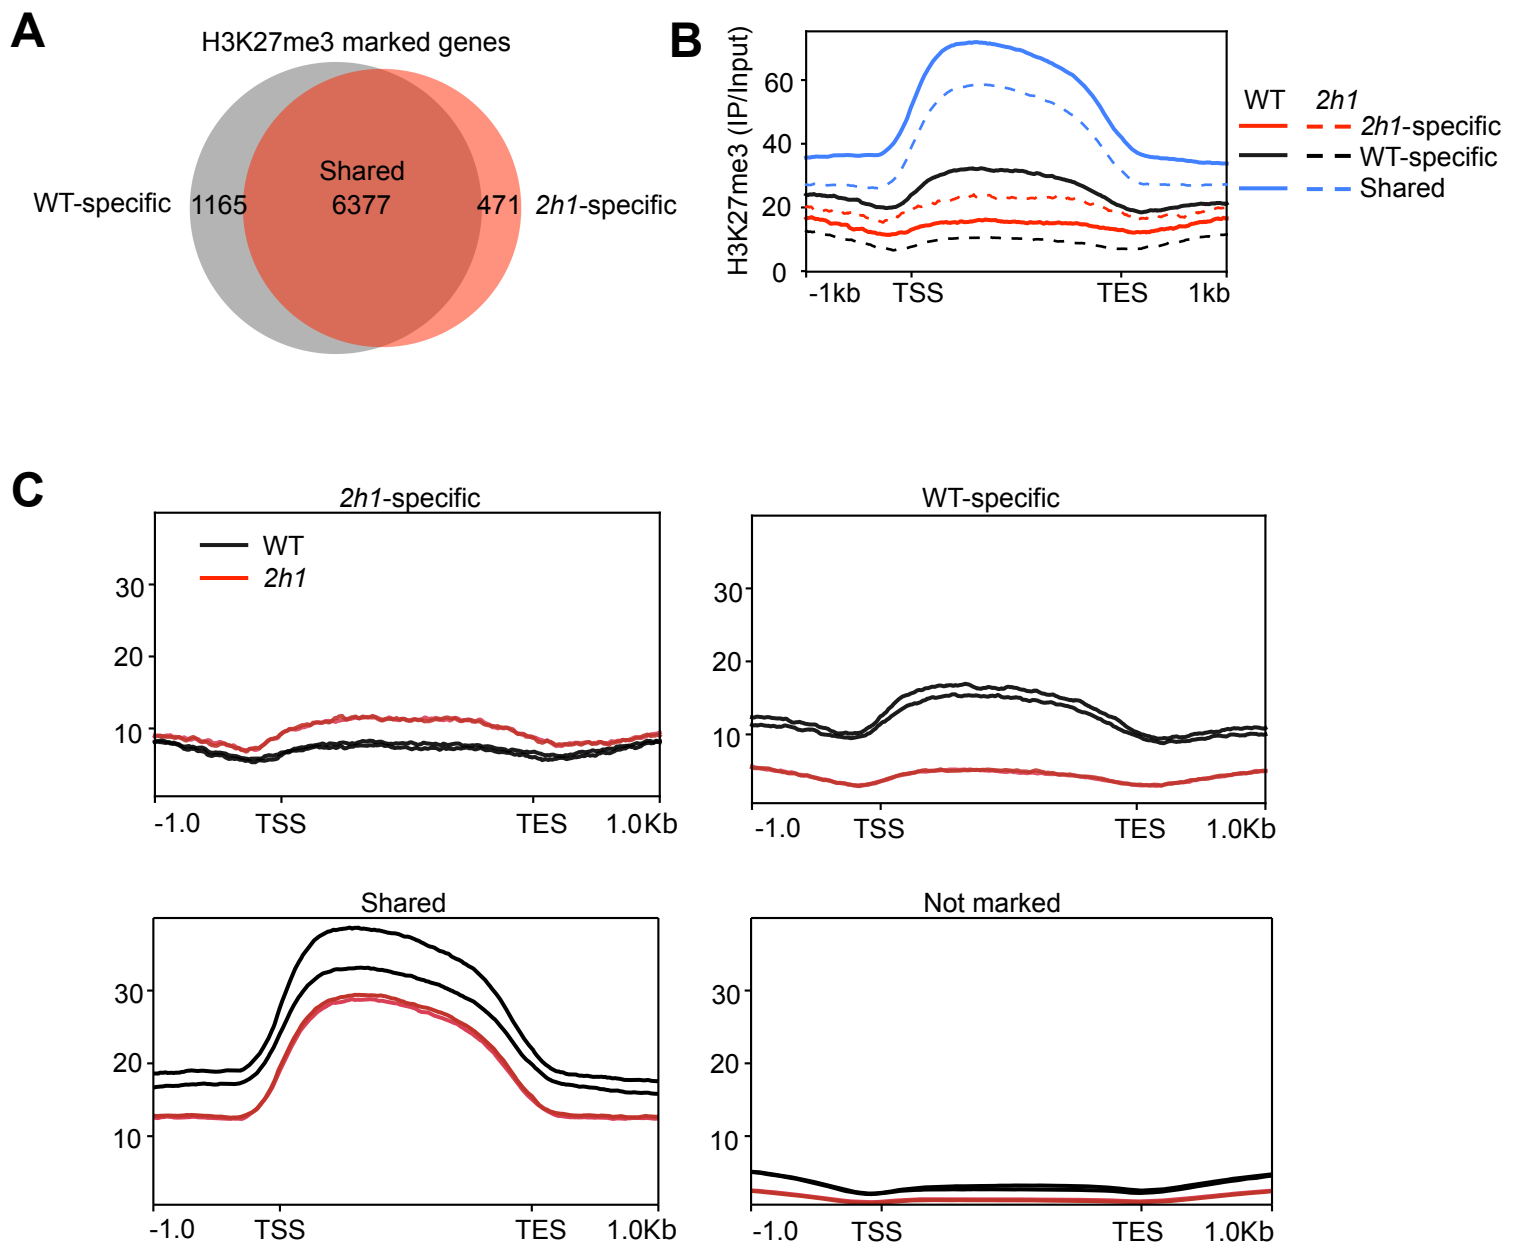 A
H3K27me3 marked genes
Shared
WT-specific 1165 6377 471 2h1-specific
B
H3K27me3 (IP/Input)
60
40
20
0
-1kb TSS TES 1kb
WT 2h1
2h1-specific
WT-specific
Shared
C
2h1-specific
WT
2h1
30
20
10
-1.0 TSS TES 1.0Kb
WT-specific
30
20
10
-1.0 TSS TES 1.0Kb
Shared
30
20
10
-1.0 TSS TES 1.0Kb
Not marked
30
20
10
-1.0 TSS TES 1.0Kb